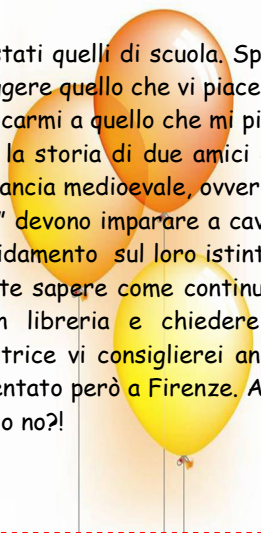 stati quelli di scuola. Sp
ggere quello che vi piace
carmi a quello che mi pi
la storia di due amici
ancia medioevale, ovver
” devono imparare a cav
idamento sul loro istint
te sapere come continu
n libreria e chiedere
trice vi consiglierei an
entato però a Firenze. A
o no?!